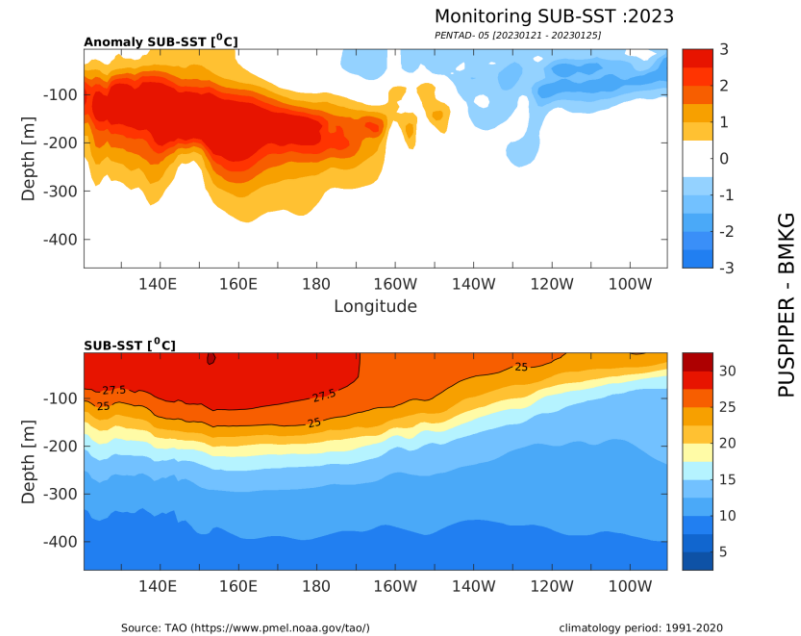 Monitoring SUB-SST :2023
PENTAD- 05 [20230121 - 20230125]
Anomaly SUB-SST [⁰C]
Depth [m]
-100
-200
-300
-400
140E 160E 180 160W 140W 120W 100W
Longitude
3
2
1
0
-1
-2
-3
PUSPIPER - BMKG
SUB-SST [⁰C]
Depth [m]
-100
-200
-300
-400
27.5
25
27.5
25
25
140E 160E 180 160W 140W 120W 100W
30
25
20
15
10
5
Source: TAO (https://www.pmel.noaa.gov/tao/)
climatology period: 1991-2020